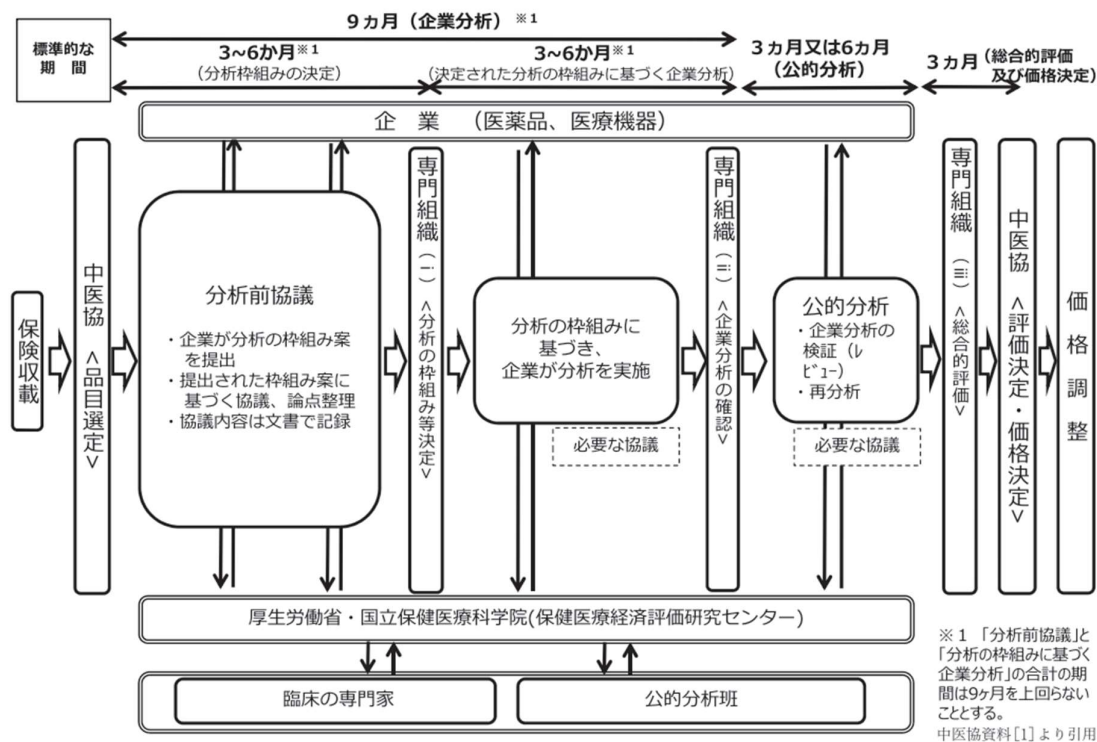 標準的な
期　間
９ヵ月（企業分析）※１
3~6か月※１
（分析枠組みの決定）
3~6か月※１
（決定された分析の枠組みに基づく企業分析）
３ヵ月又は6ヵ月
（公的分析）
３ヵ月（総合的評価
及び価格決定）
企　業　（医薬品、医療機器）
保険収載
中医協　<品目選定>
分析前協議
・企業が分析の枠組み案
を提出
・提出された枠組み案に
基づく協議、論点整理
・協議内容は文書で記録
専門組織（ⅰ）<分析の枠組み等決定>
分析の枠組みに
基づき、
企業が分析を実施
必要な協議
専門組織（ⅱ）<企業分析の確認>
公的分析
・企業分析の
検証（ﾚ
ﾋﾞｭｰ）
・再分析
必要な協議
専門組織（ⅲ）<総合的評価>
中医協　<評価決定・価格決定>
価格調整
厚生労働省・国立保健医療科学院(保健医療経済評価研究センター)
臨床の専門家
公的分析班
※１　「分析前協議」と
「分析の枠組みに基づく
企業分析」の合計の期
間は9ヶ月を上回らない
こととする。
中医協資料[1]より引用